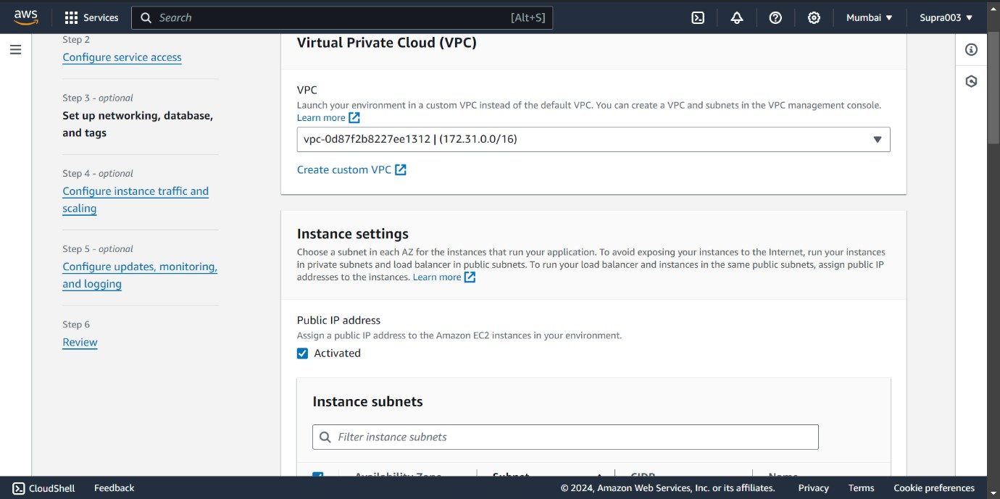 aws
Services
Search
[Alt+S]
Mumbai
Supra003
Step 2
Configure service access
Step 3 - optional
Set up networking, database,
and tags
Step 4 - optional
Configure instance traffic and
scaling
Step 5 - optional
Configure updates, monitoring,
and logging
Step 6
Review
Virtual Private Cloud (VPC)
VPC
Launch your environment in a custom VPC instead of the default VPC. You can create a VPC and subnets in the VPC management console.
Learn more
vpc-0d87f2b8227ee1312 | (172.31.0.0/16)
Create custom VPC
Instance settings
Choose a subnet in each AZ for the instances that run your application. To avoid exposing your instances to the Internet, run your instances
in private subnets and load balancer in public subnets. To run your load balancer and instances in the same public subnets, assign public IP
addresses to the instances. Learn more
Public IP address
Assign a public IP address to the Amazon EC2 instances in your environment.
Activated
Instance subnets
Filter instance subnets
Availability Zone
Subnet
CIDR
Name
CloudShell
Feedback
© 2024, Amazon Web Services, Inc. or its affiliates.
Privacy
Terms
Cookie preferences